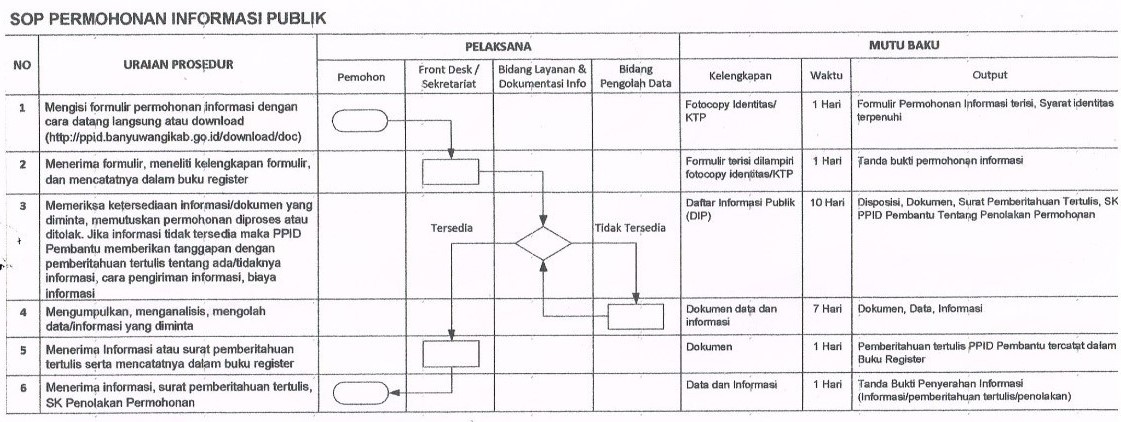 SOP PERMOHONAN INFORMASI PUBLIK
NO
URAIAN PROSEDUR
PELAKSANA
MUTU BAKU
Pemohon
Front Desk /
Sekretariat
Bidang Layanan &
Dokumentasi Info
Bidang
Pengolah Data
Kelengkapan
Waktu
Output
1
Mengisi formulir permohonan informasi dengan
cara datang langsung atau download
(http://ppid.banyuwangikab.go.id/download/doc)
Fotocopy Identitas/
KTP
1 Hari
Formulir Permohonan Informasi terisi, Syarat identitas
terpenuhi
2
Menerima formulir, meneliti kelengkapan formulir,
dan mencatatnya dalam buku register
Formulir terisi dilampiri
fotocopy identitas/KTP
1 Hari
Tanda bukti permohonan informasi
3
Memeriksa ketersediaan informasi/dokumen yang
diminta, memutuskan permohonan diproses atau
ditolak. Jika informasi tidak tersedia maka PPID
Pembantu memberikan tanggapan dengan
pemberitahuan tertulis tentang ada/tidaknya
informasi, cara pengiriman informasi, biaya
informasi
Tersedia
Tidak Tersedia
Daftar Informasi Publik
(DIP)
10 Hari
Disposisi, Dokumen, Surat Pemberitahuan Tertulis, SK
PPID Pembantu Tentang Penolakan Permohonan
4
Mengumpulkan, menganalisis, mengolah
data/informasi yang diminta
Dokumen data dan
informasi
7 Hari
Dokumen, Data, Informasi
5
Menerima Informasi atau surat pemberitahuan
tertulis serta mencatatnya dalam buku register
Dokumen
1 Hari
Pemberitahuan tertulis PPID Pembantu tercatat dalam
Buku Register
6
Menerima informasi, surat pemberitahuan tertulis,
SK Penolakan Permohonan
Data dan Informasi
1 Hari
Tanda Bukti Penyerahan Informasi
(Informasi/pemberitahuan tertulis/penolakan)